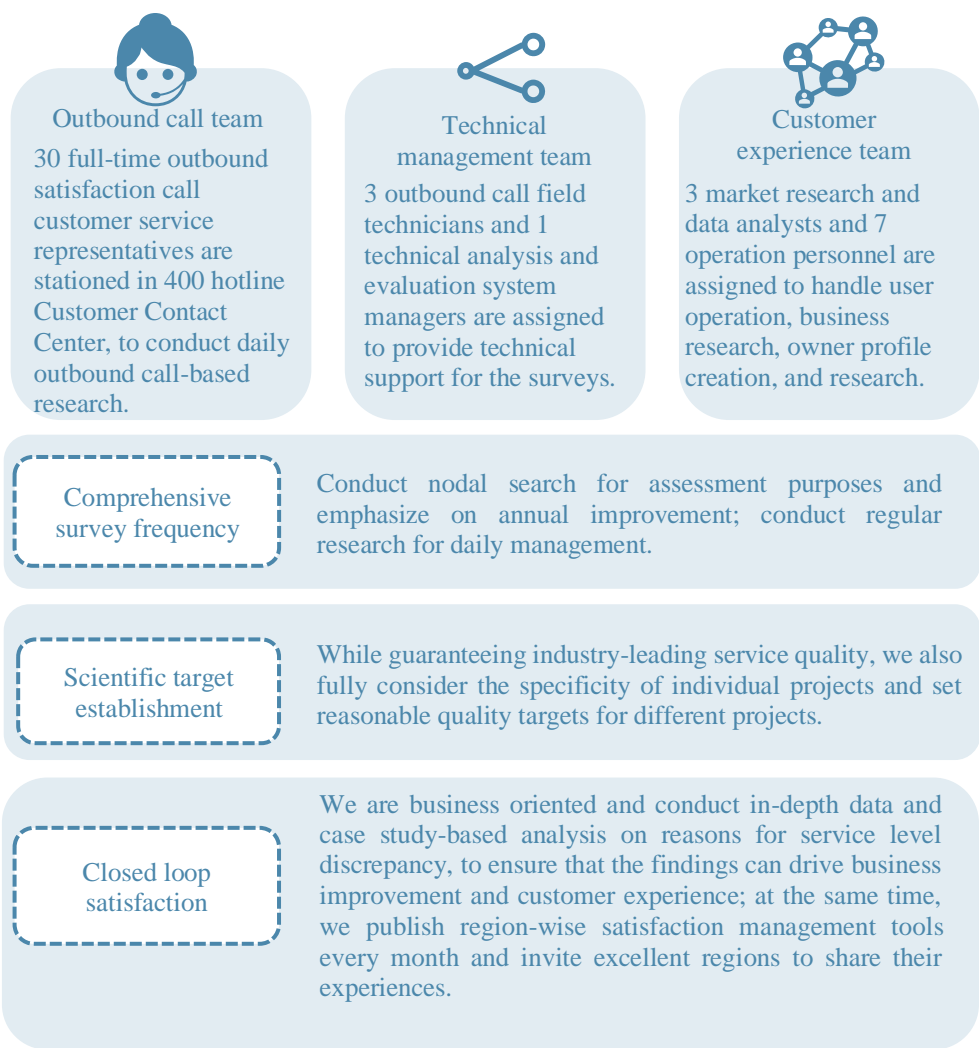 Outbound call team
30 full-time outbound
satisfaction call
customer service
representatives are
stationed in 400 hotline
Customer Contact
Center, to conduct daily
outbound call-based
research.
Technical
management team
3 outbound call field
technicians and 1
technical analysis and
evaluation system
managers are assigned
to provide technical
support for the surveys.
Customer
experience team
3 market research and
data analysts and 7
operation personnel are
assigned to handle user
operation, business
research, owner profile
creation, and research.
Comprehensive
survey frequency
Conduct nodal search for assessment purposes and
emphasize on annual improvement; conduct regular
research for daily management.
Scientific target
establishment
While guaranteeing industry-leading service quality, we also
fully consider the specificity of individual projects and set
reasonable quality targets for different projects.
Closed loop
satisfaction
We are business oriented and conduct in-depth data and
case study-based analysis on reasons for service level
discrepancy, to ensure that the findings can drive business
improvement and customer experience; at the same time,
we publish region-wise satisfaction management tools
every month and invite excellent regions to share their
experiences.